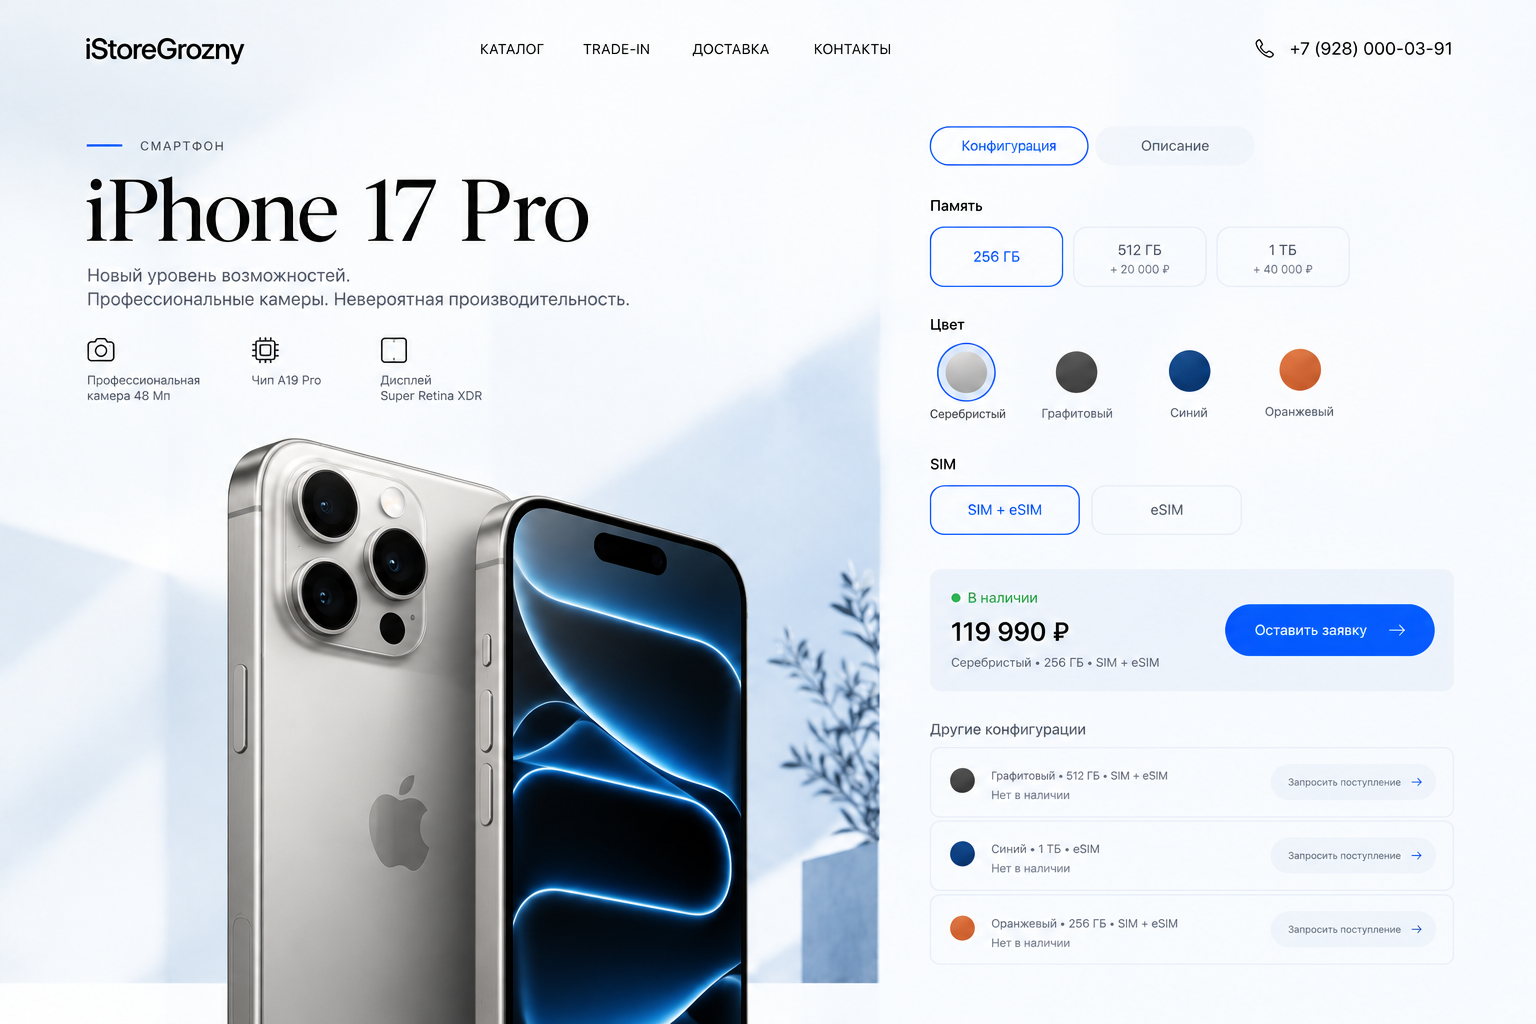 iStoreGrozny
КАТАЛОГ
TRADE-IN
ДОСТАВКА
КОНТАКТЫ
+7 (928) 000-03-91
СМАРТФОН
iPhone 17 Pro
Новый уровень возможностей.
Профессиональные камеры. Невероятная производительность.
Профессиональная
камера 48 Мп
Чип A19 Pro
Дисплей
Super Retina XDR
Конфигурация
Описание
Память
256 ГБ
512 ГБ
+ 20 000 ₽
1 ТБ
+ 40 000 ₽
Цвет
Серебристый
Графитовый
Синий
Оранжевый
SIM
SIM + eSIM
eSIM
В наличии
119 990 ₽
Серебристый • 256 ГБ • SIM + eSIM
Оставить заявку →
Другие конфигурации
Графитовый • 512 ГБ • SIM + eSIM
Нет в наличии
Запросить поступление →
Синий • 1 ТБ • eSIM
Нет в наличии
Запросить поступление →
Оранжевый • 256 ГБ • SIM + eSIM
Нет в наличии
Запросить поступление →